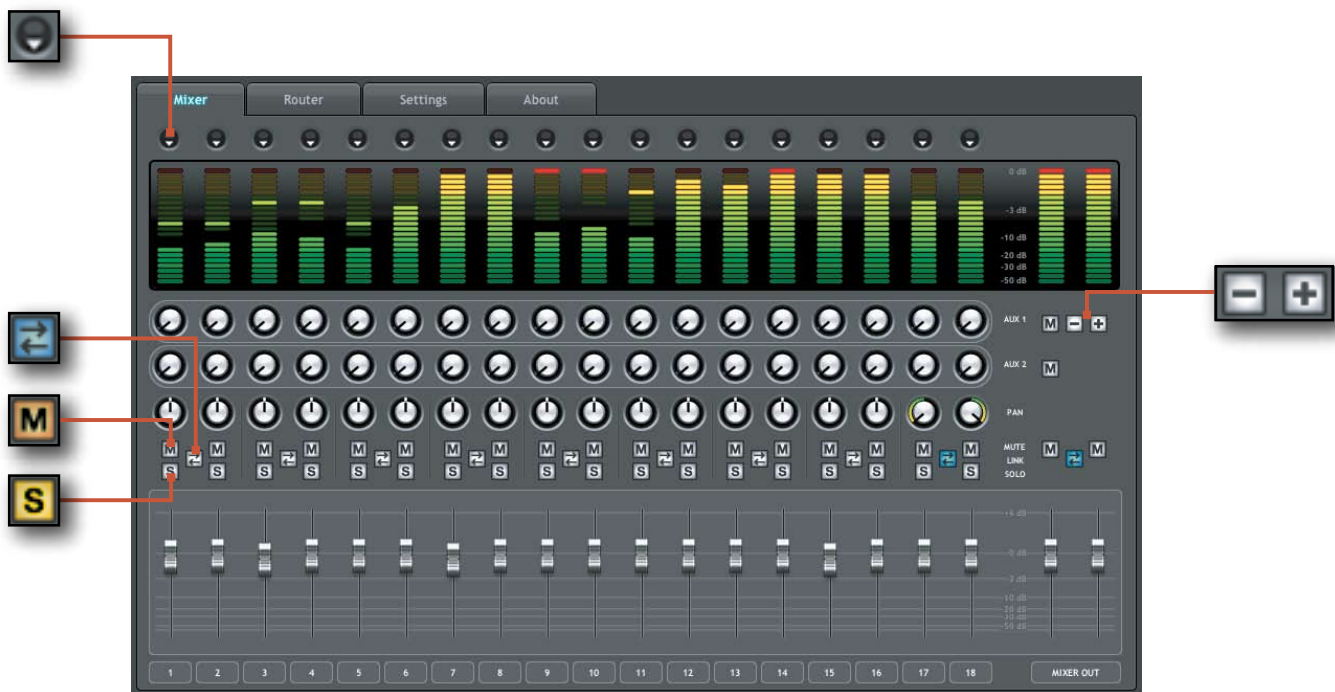 Mixer Router Settings About
0 dB
-3 dB
-10 dB
-20 dB
-30 dB
-50 dB
AUX 1 M
AUX 2 M
PAN
M
S
M M M M M M M M M M M M M M M M M M MUTE M M
LINK
S S S S S S S S S S S S S S S S S S SOLO
+6 dB
-0 dB
-3 dB
-10 dB
-20 dB
-30 dB
-50 dB
1 2 3 4 5 6 7 8 9 10 11 12 13 14 15 16 17 18 MIXER OUT